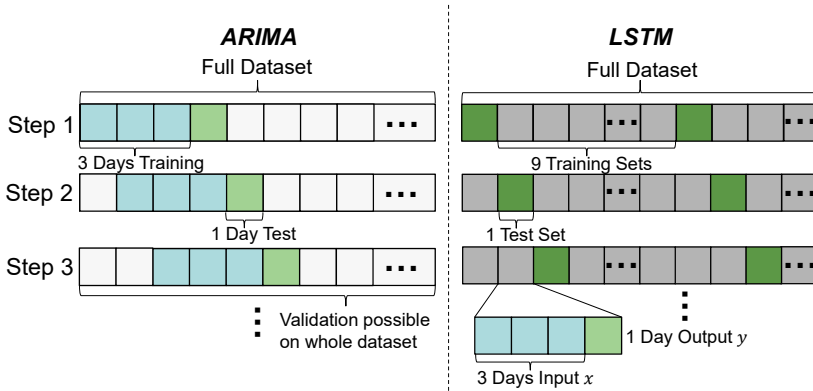 ARIMA
Full Dataset
Step 1
...
3 Days Training
Step 2
...
1 Day Test
Step 3
...
Validation possible
on whole dataset
LSTM
Full Dataset
... ...
9 Training Sets
... ...
1 Test Set
... ...
1 Day Output y
3 Days Input x